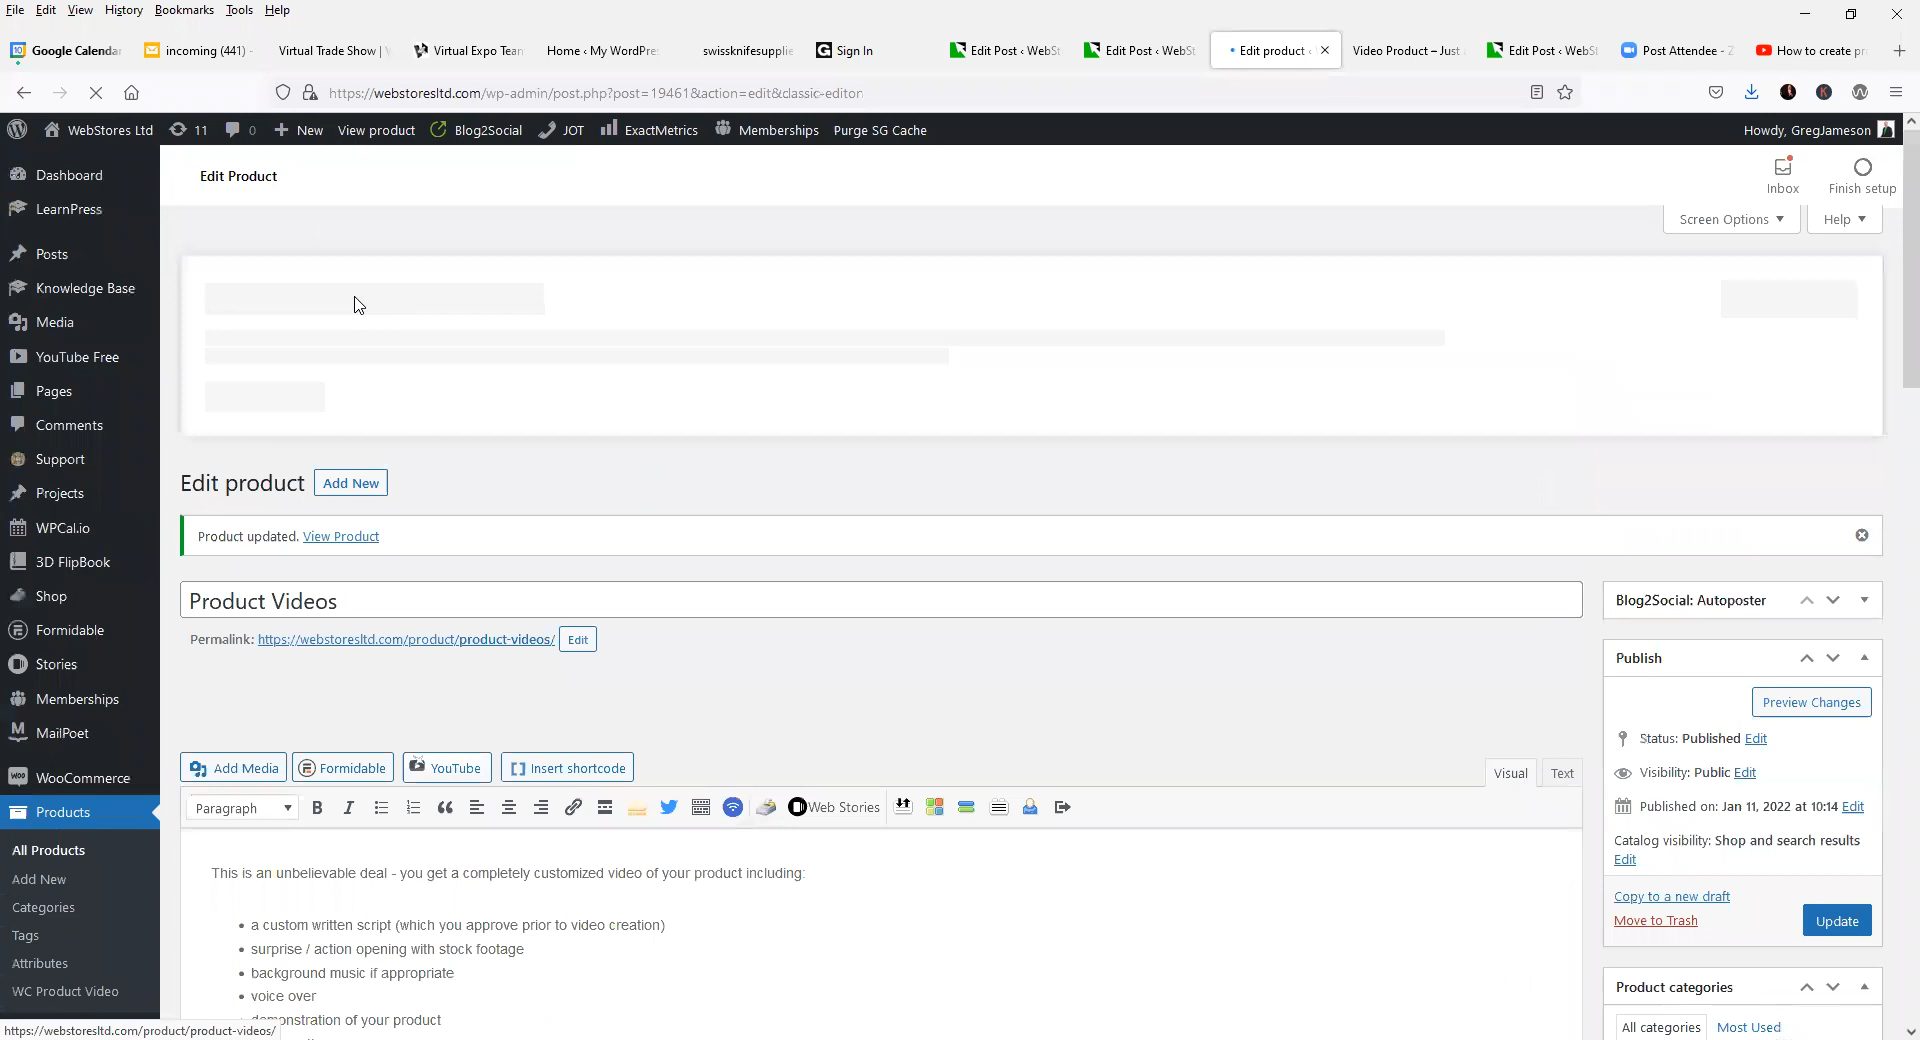 File Edit View History Bookmarks Tools Help
Google Calenda
incoming (441) -
Virtual Trade Show |
Virtual Expo Tean
Home ‹ My WordPre
swissknifesupplie
Sign In
Edit Post ‹ WebSt
Edit Post ‹ WebSt
Edit product ‹
Video Product – Just
Edit Post ‹ WebSt
Post Attendee - Z
How to create pr
https://webstoresltd.com/wp-admin/post.php?post=19461&action=edit&classic-editor
WebStores Ltd 11 0 New View product Blog2Social JOT ExactMetrics Memberships Purge SG Cache Howdy, GregJameson
Dashboard
LearnPress
Posts
Knowledge Base
Media
YouTube Free
Pages
Comments
Support
Projects
WPCal.io
3D FlipBook
Shop
Formidable
Stories
Memberships
MailPoet
WooCommerce
Products
All Products
Add New
Categories
Tags
Attributes
WC Product Video
https://webstoresltd.com/product/product-videos/
Edit Product
Inbox
Finish setup
Screen Options
Help
Edit product Add New
Product updated. View Product
Product Videos
Permalink: https://webstoresltd.com/product/product-videos/ Edit
Add Media Formidable YouTube Insert shortcode
Visual Text
Paragraph Web Stories
This is an unbelievable deal - you get a completely customized video of your product including:
• a custom written script (which you approve prior to video creation)
• surprise / action opening with stock footage
• background music if appropriate
• voice over
• demonstration of your product
Blog2Social: Autoposter
Publish
Preview Changes
Status: Published Edit
Visibility: Public Edit
Published on: Jan 11, 2022 at 10:14 Edit
Catalog visibility: Shop and search results
Edit
Copy to a new draft
Move to Trash
Update
Product categories
All categories Most Used